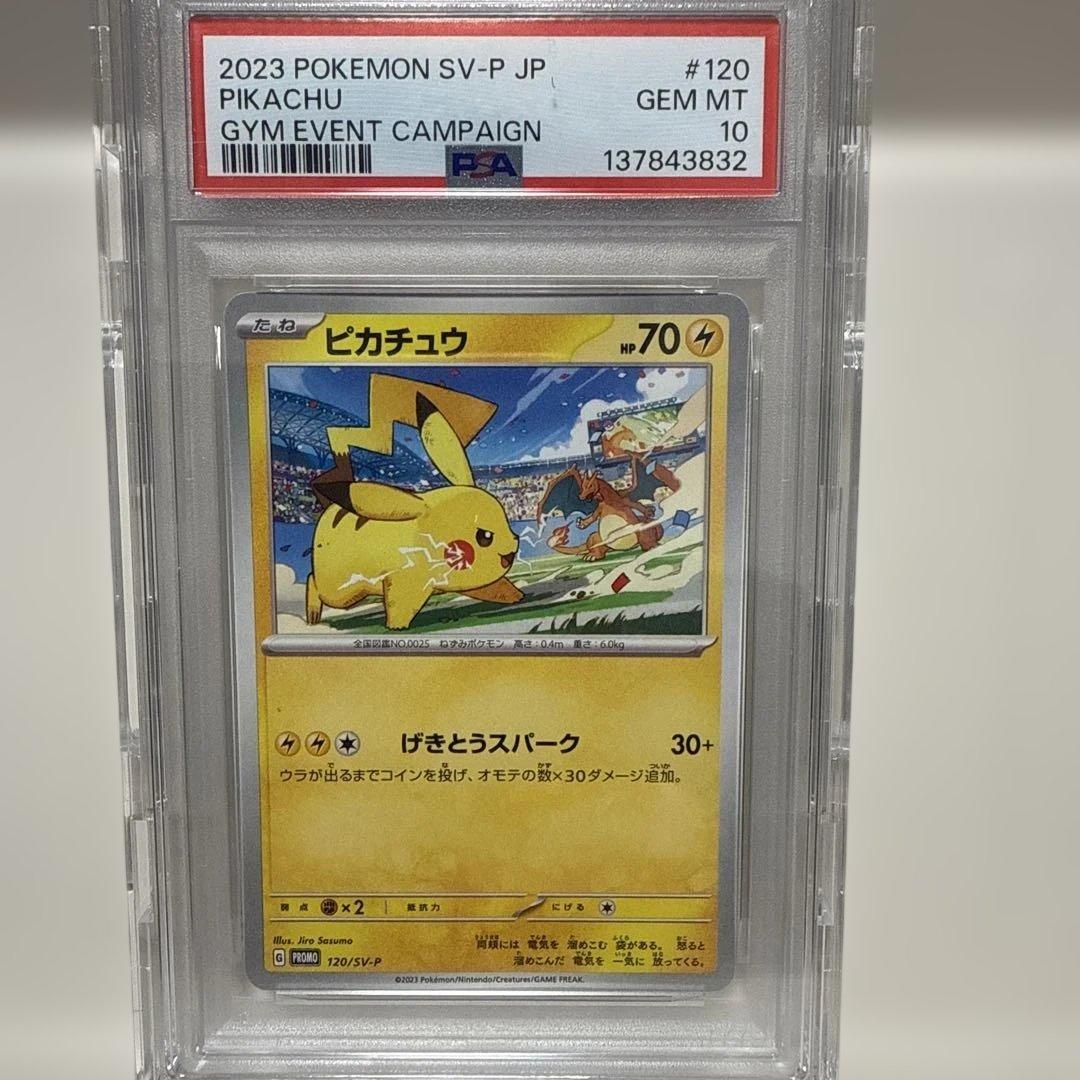 2023 POKEMON SV-P JP #120
PIKACHU GEM MT
GYM EVENT CAMPAIGN 10
PSA 137843832
たね ピカチュウ HP70
全国図鑑NO.0025 ねずみポケモン 高さ:0.4m 重さ:6.0kg
げきとうスパーク 30+
ウラが出るまでコインを投げ、オモテの数×30ダメージ追加。
弱点 ×2 抵抗力 にげる
Illus. Jiro Sasumo
両頬には 電気を 溜めこむ 袋がある。 怒ると
溜めこんだ 電気を 一気に 放ってくる。
G PROMO 120/SV-P
©2023 Pokémon/Nintendo/Creatures/GAME FREAK.